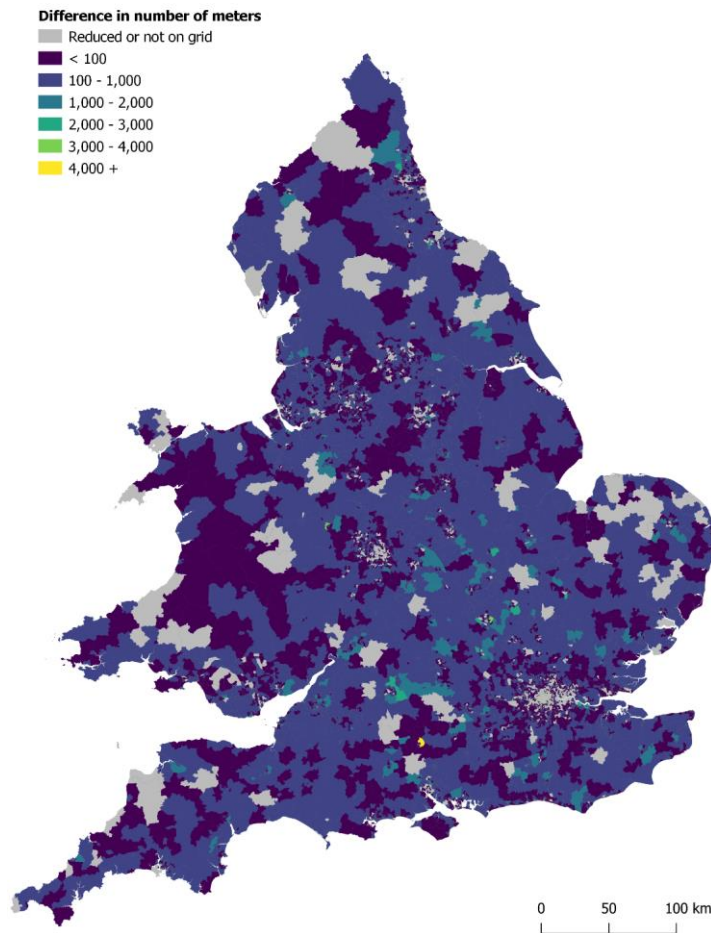 Difference in number of meters
Reduced or not on grid
< 100
100 - 1,000
1,000 - 2,000
2,000 - 3,000
3,000 - 4,000
4,000 +
0 50 100 km